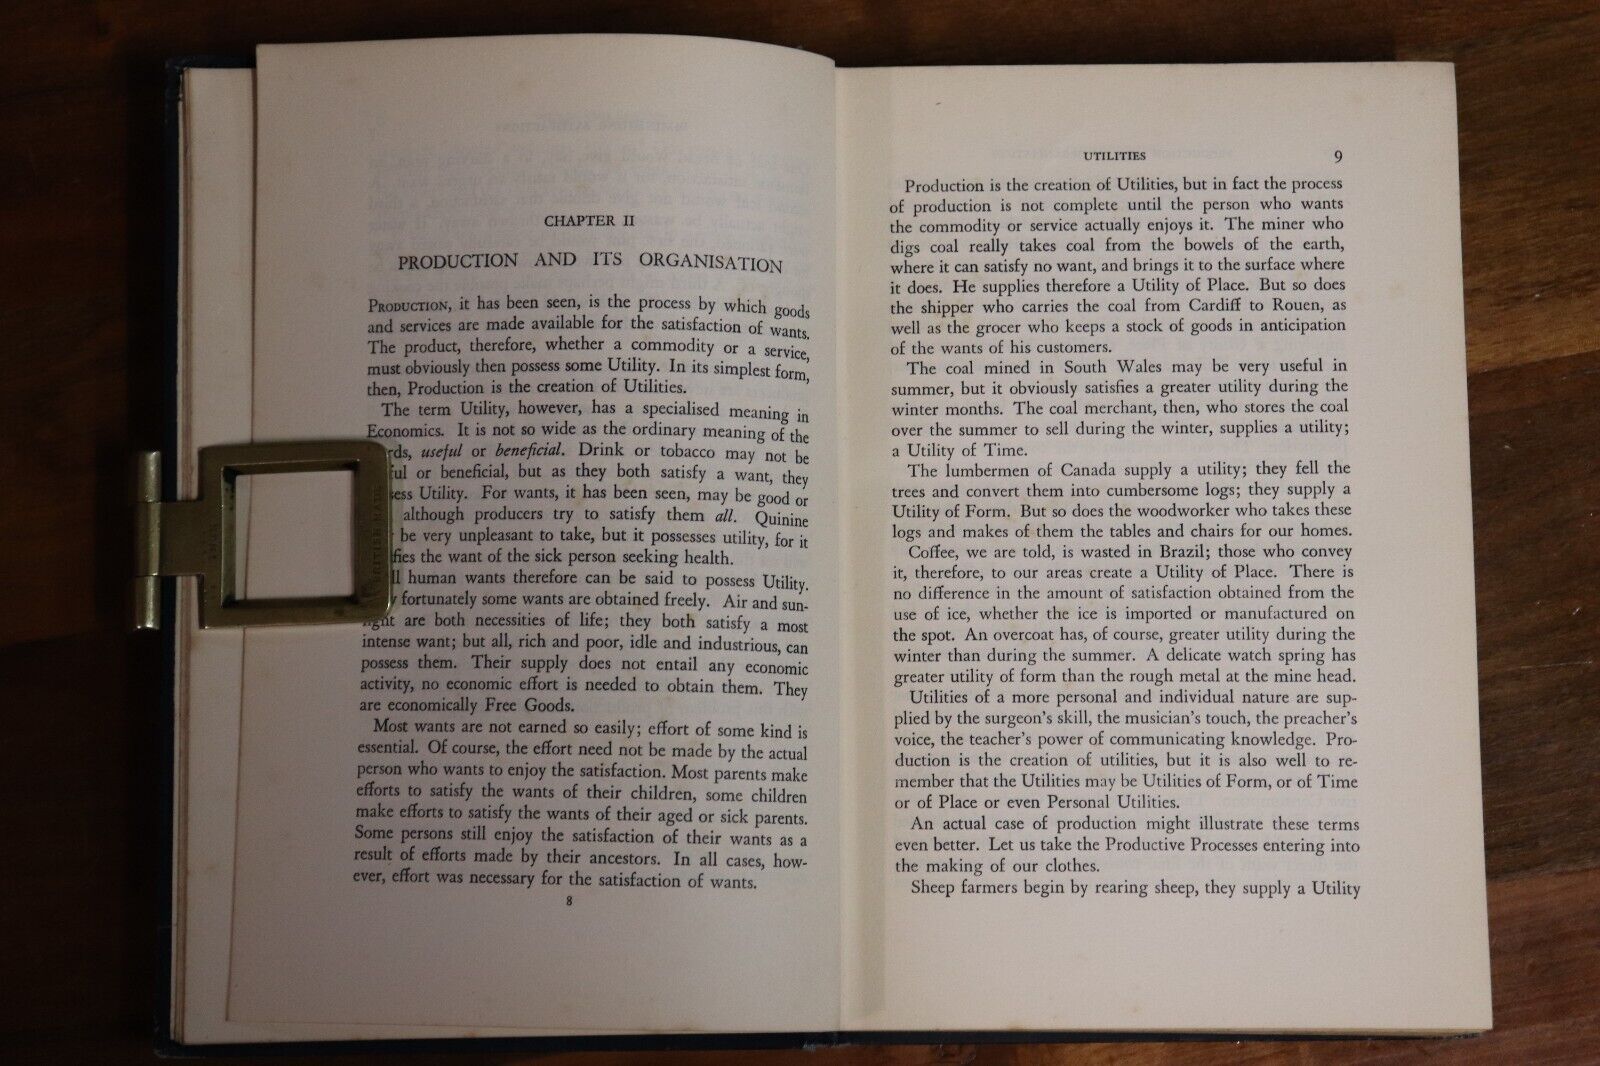 CHAPTER II
PRODUCTION AND ITS ORGANISATION
PRODUCTION, it has been seen, is the process by which goods
and services are made available for the satisfaction of wants.
The product, therefore, whether a commodity or a service,
must obviously then possess some Utility. In its simplest form,
then, Production is the creation of Utilities.
The term Utility, however, has a specialised meaning in
Economics. It is not so wide as the ordinary meaning of the
rds, useful or beneficial. Drink or tobacco may not be
ful or beneficial, but as they both satisfy a want, they
ess Utility. For wants, it has been seen, may be good or
although producers try to satisfy them all. Quinine
be very unpleasant to take, but it possesses utility, for it
fies the want of the sick person seeking health.
ll human wants therefore can be said to possess Utility.
y fortunately some wants are obtained freely. Air and sun-
light are both necessities of life; they both satisfy a most
intense want; but all, rich and poor, idle and industrious, can
possess them. Their supply does not entail any economic
activity, no economic effort is needed to obtain them. They
are economically Free Goods.
Most wants are not earned so easily; effort of some kind is
essential. Of course, the effort need not be made by the actual
person who wants to enjoy the satisfaction. Most parents make
efforts to satisfy the wants of their children, some children
make efforts to satisfy the wants of their aged or sick parents.
Some persons still enjoy the satisfaction of their wants as a
result of efforts made by their ancestors. In all cases, how-
ever, effort was necessary for the satisfaction of wants.
8
UTILITIES 9
Production is the creation of Utilities, but in fact the process
of production is not complete until the person who wants
the commodity or service actually enjoys it. The miner who
digs coal really takes coal from the bowels of the earth,
where it can satisfy no want, and brings it to the surface where
it does. He supplies therefore a Utility of Place. But so does
the shipper who carries the coal from Cardiff to Rouen, as
well as the grocer who keeps a stock of goods in anticipation
of the wants of his customers.
The coal mined in South Wales may be very useful in
summer, but it obviously satisfies a greater utility during the
winter months. The coal merchant, then, who stores the coal
over the summer to sell during the winter, supplies a utility;
a Utility of Time.
The lumbermen of Canada supply a utility; they fell the
trees and convert them into cumbersome logs; they supply a
Utility of Form. But so does the woodworker who takes these
logs and makes of them the tables and chairs for our homes.
Coffee, we are told, is wasted in Brazil; those who convey
it, therefore, to our areas create a Utility of Place. There is
no difference in the amount of satisfaction obtained from the
use of ice, whether the ice is imported or manufactured on
the spot. An overcoat has, of course, greater utility during the
winter than during the summer. A delicate watch spring has
greater utility of form than the rough metal at the mine head.
Utilities of a more personal and individual nature are sup-
plied by the surgeon's skill, the musician's touch, the preacher's
voice, the teacher's power of communicating knowledge. Pro-
duction is the creation of utilities, but it is also well to re-
member that the Utilities may be Utilities of Form, or of Time
or of Place or even Personal Utilities.
An actual case of production might illustrate these terms
even better. Let us take the Productive Processes entering into
the making of our clothes.
Sheep farmers begin by rearing sheep, they supply a Utility